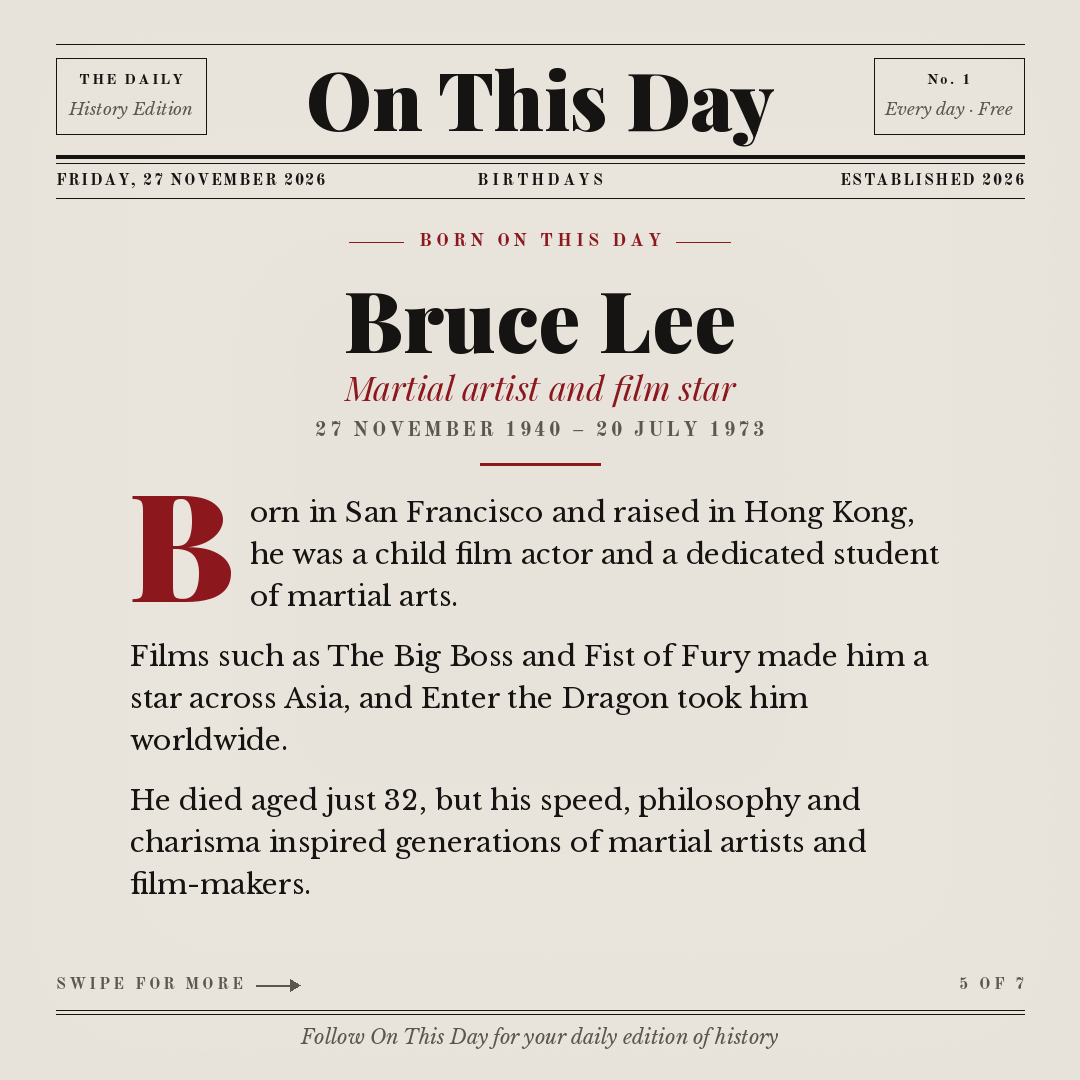 THE DAILY
History Edition
On This Day
No. 1
Every day · Free
FRIDAY, 27 NOVEMBER 2026
BIRTHDAYS
ESTABLISHED 2026
BORN ON THIS DAY
Bruce Lee
Martial artist and film star
27 NOVEMBER 1940 – 20 JULY 1973
Born in San Francisco and raised in Hong Kong,
he was a child film actor and a dedicated student
of martial arts.
Films such as The Big Boss and Fist of Fury made him a
star across Asia, and Enter the Dragon took him
worldwide.
He died aged just 32, but his speed, philosophy and
charisma inspired generations of martial artists and
film-makers.
SWIPE FOR MORE
5 OF 7
Follow On This Day for your daily edition of history